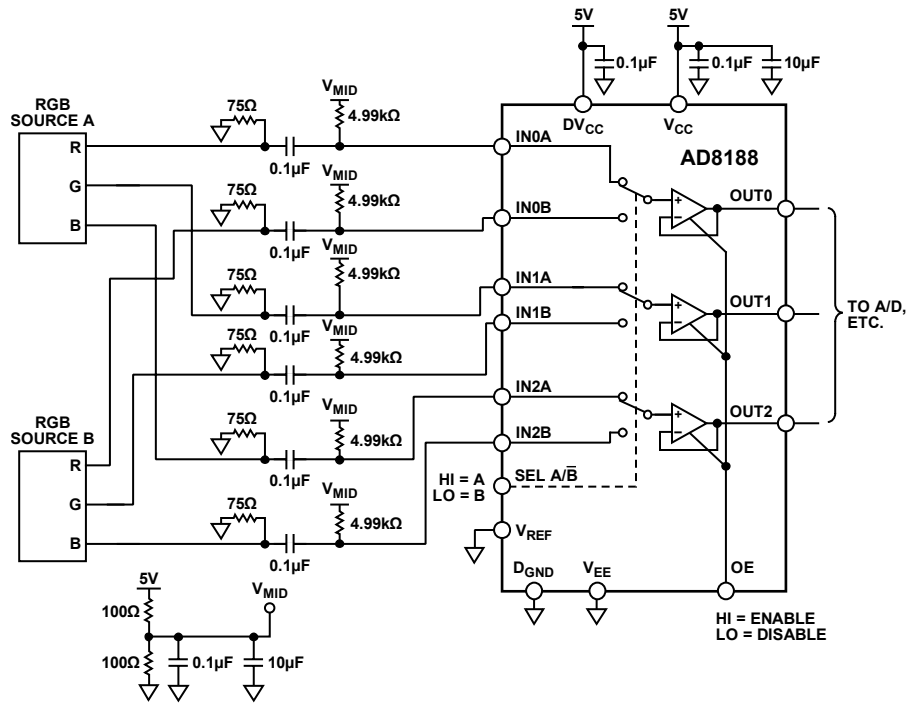 5V
5V
0.1µF
0.1µF
10µF
RGB
SOURCE A
R
G
B
75Ω
0.1µF
VMID
4.99kΩ
75Ω
0.1µF
VMID
4.99kΩ
75Ω
0.1µF
VMID
4.99kΩ
75Ω
0.1µF
VMID
4.99kΩ
75Ω
0.1µF
VMID
4.99kΩ
75Ω
0.1µF
VMID
4.99kΩ
RGB
SOURCE B
R
G
B
DVCC
VCC
AD8188
IN0A
IN0B
IN1A
IN1B
IN2A
IN2B
HI = A
LO = B
SEL A/B̅
VREF
DGND
VEE
OE
HI = ENABLE
LO = DISABLE
+
–
OUT0
+
–
OUT1
+
–
OUT2
TO A/D,
ETC.
5V
100Ω
100Ω
0.1µF
10µF
VMID